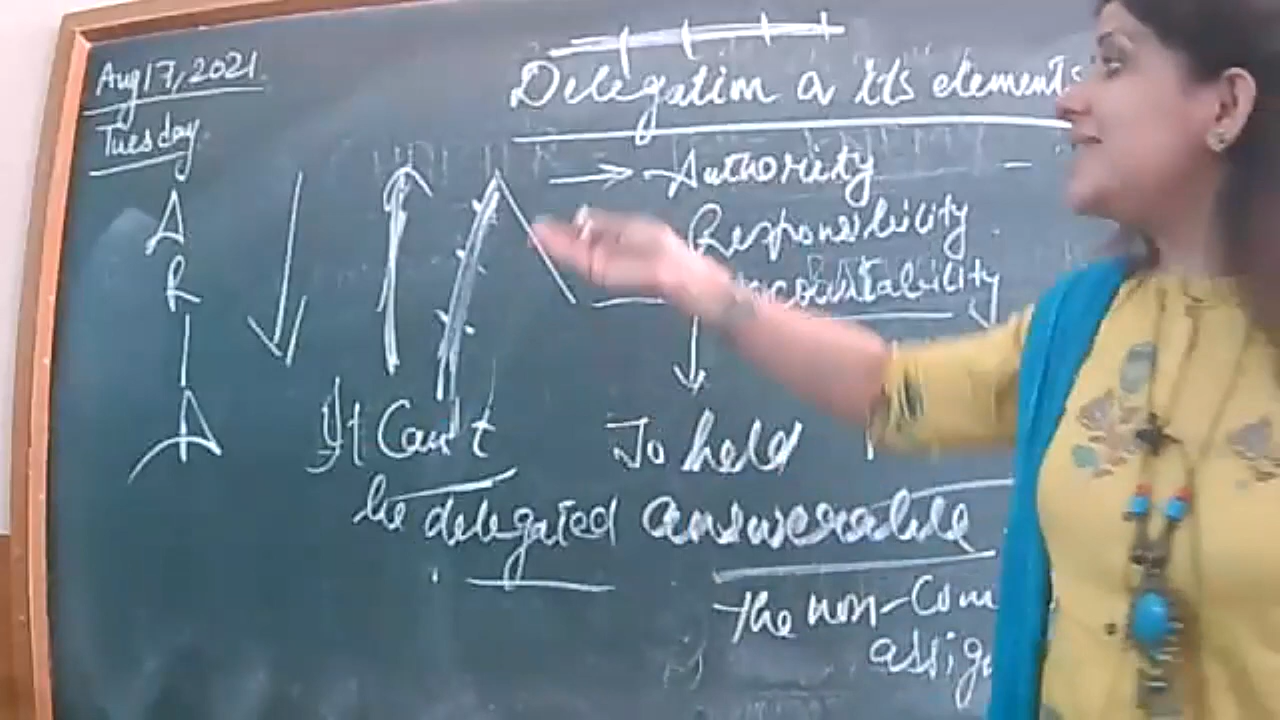 Aug 17, 2021
Tuesday
Delegation & its elements
Authority
Responsibility
Accountability
A
R
A
It Can't
be delegated
To held
answerable
The non-Com
assig